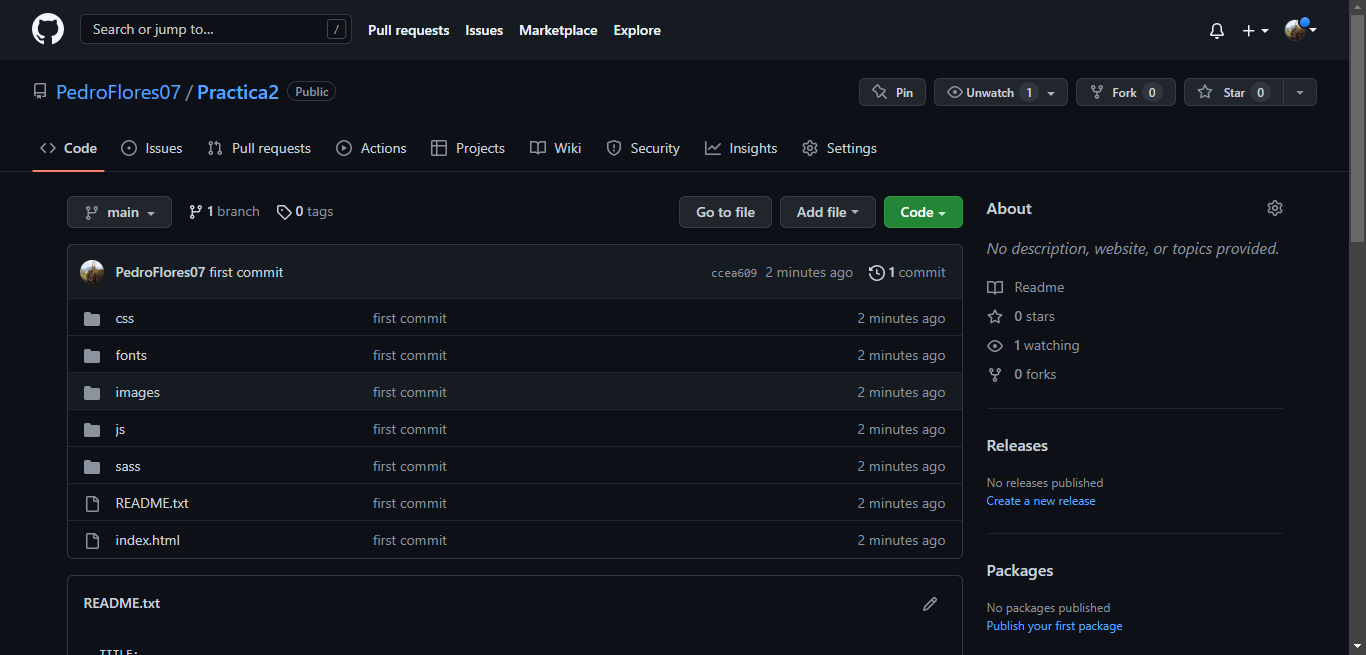 Search or jump to... /
Pull requests Issues Marketplace Explore
PedroFlores07 / Practica2 Public
Pin Unwatch 1 Fork 0 Star 0
Code Issues Pull requests Actions Projects Wiki Security Insights Settings
main 1 branch 0 tags Go to file Add file Code
PedroFlores07 first commit ccea609 2 minutes ago 1 commit
css first commit 2 minutes ago
fonts first commit 2 minutes ago
images first commit 2 minutes ago
js first commit 2 minutes ago
sass first commit 2 minutes ago
README.txt first commit 2 minutes ago
index.html first commit 2 minutes ago
README.txt
TITLE:
About
No description, website, or topics provided.
Readme
0 stars
1 watching
0 forks
Releases
No releases published
Create a new release
Packages
No packages published
Publish your first package